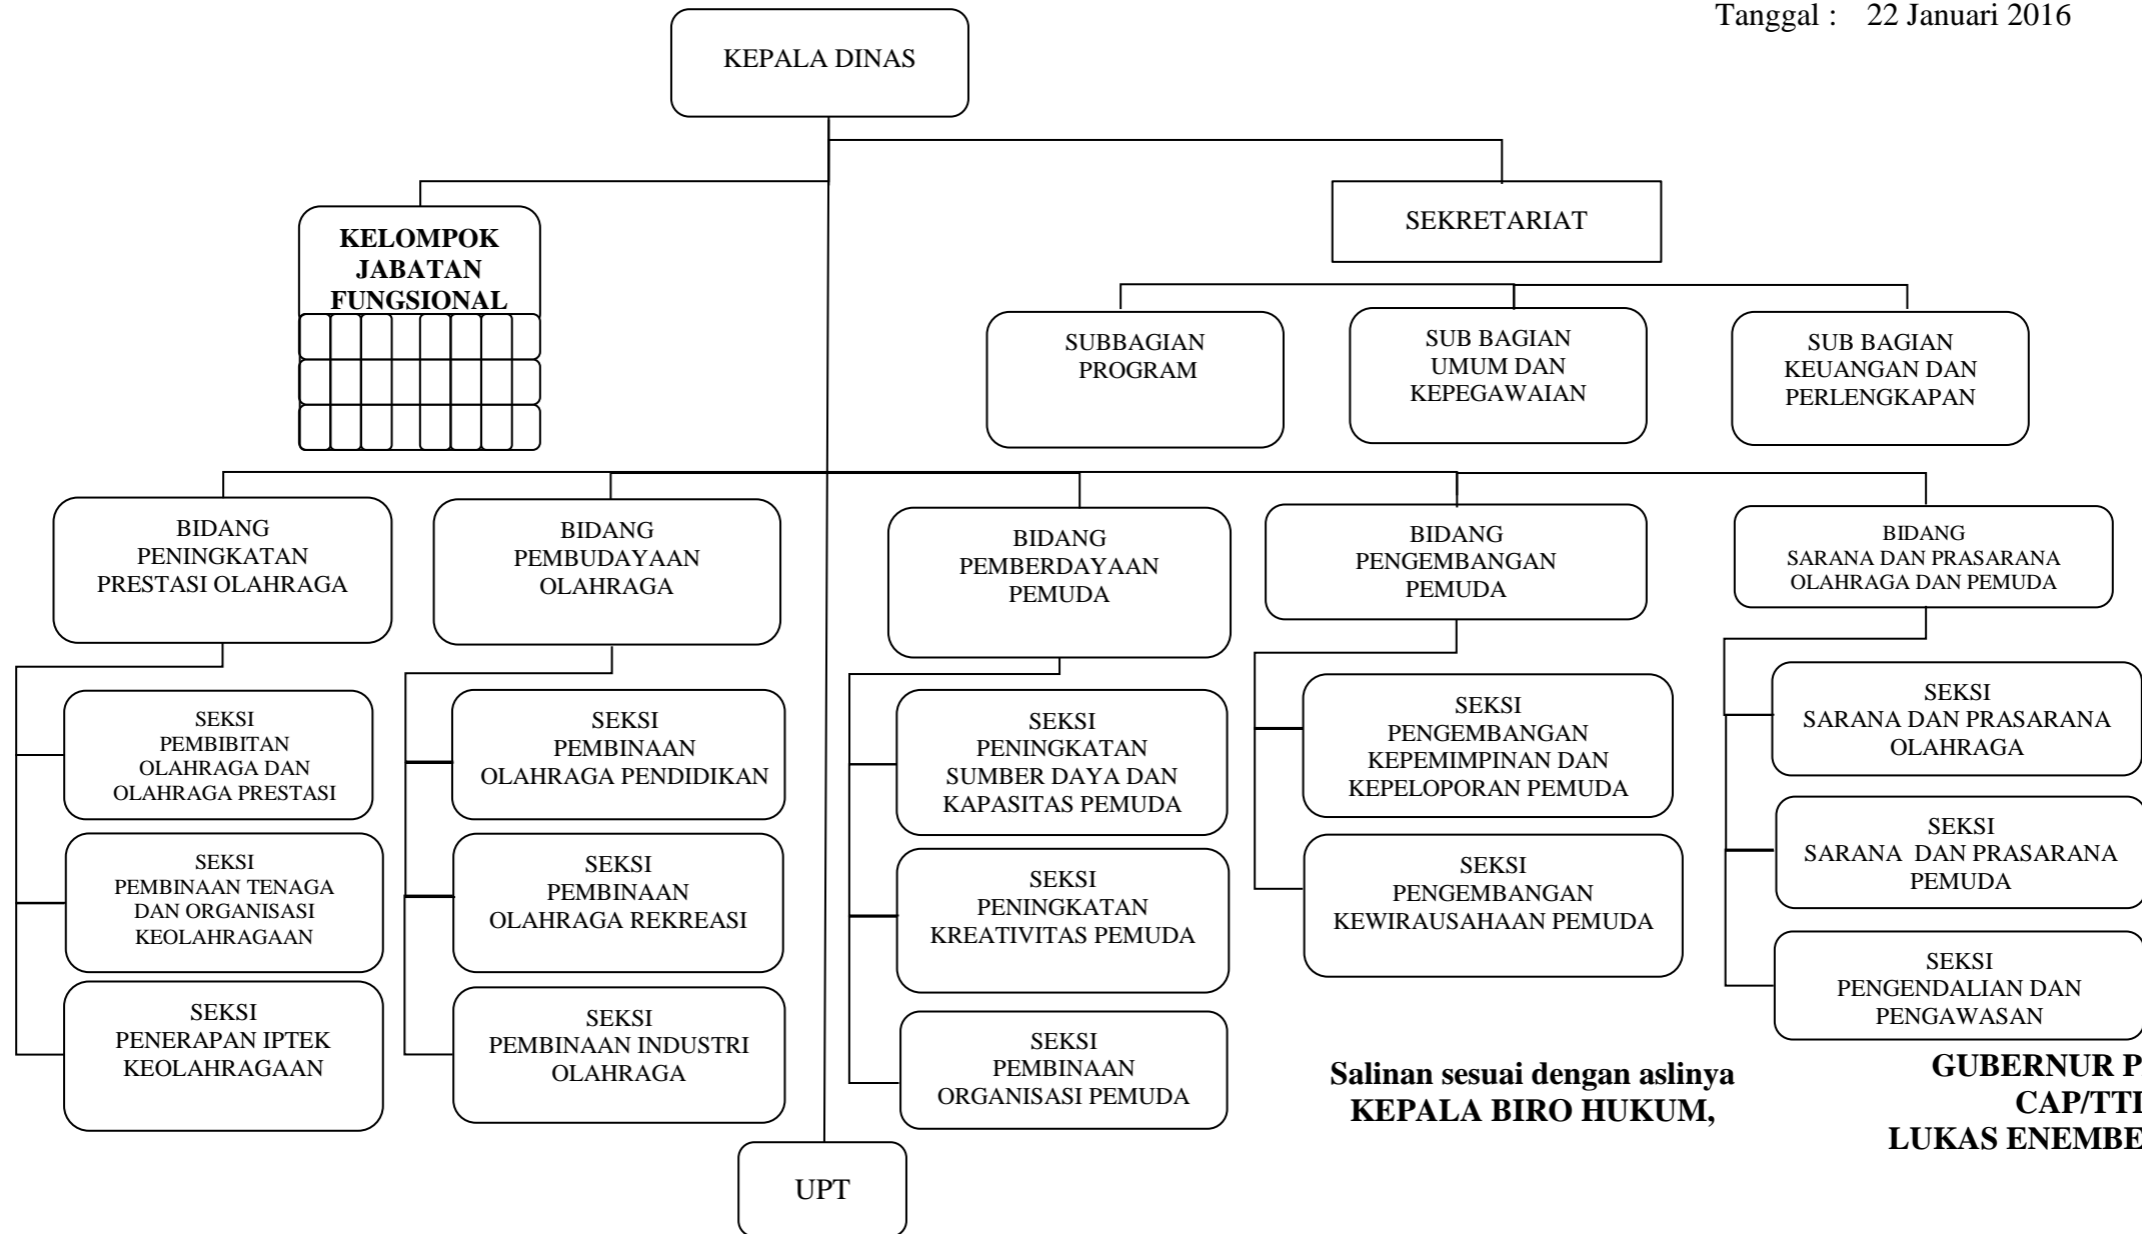 Tanggal : 22 Januari 2016
KEPALA DINAS
KELOMPOK
JABATAN
FUNGSIONAL
SEKRETARIAT
SUBBAGIAN
PROGRAM
SUB BAGIAN
UMUM DAN
KEPEGAWAIAN
SUB BAGIAN
KEUANGAN DAN
PERLENGKAPAN
BIDANG
PENINGKATAN
PRESTASI OLAHRAGA
BIDANG
PEMBUDAYAAN
OLAHRAGA
BIDANG
PEMBERDAYAAN
PEMUDA
BIDANG
PENGEMBANGAN
PEMUDA
BIDANG
SARANA DAN PRASARANA
OLAHRAGA DAN PEMUDA
SEKSI
PEMBIBITAN
OLAHRAGA DAN
OLAHRAGA PRESTASI
SEKSI
PEMBINAAN TENAGA
DAN ORGANISASI
KEOLAHRAGAAN
SEKSI
PENERAPAN IPTEK
KEOLAHRAGAAN
SEKSI
PEMBINAAN
OLAHRAGA PENDIDIKAN
SEKSI
PEMBINAAN
OLAHRAGA REKREASI
SEKSI
PEMBINAAN INDUSTRI
OLAHRAGA
SEKSI
PENINGKATAN
SUMBER DAYA DAN
KAPASITAS PEMUDA
SEKSI
PENINGKATAN
KREATIVITAS PEMUDA
SEKSI
PEMBINAAN
ORGANISASI PEMUDA
SEKSI
PENGEMBANGAN
KEPEMIMPINAN DAN
KEPELOPORAN PEMUDA
SEKSI
PENGEMBANGAN
KEWIRAUSAHAAN PEMUDA
SEKSI
SARANA DAN PRASARANA
OLAHRAGA
SEKSI
SARANA DAN PRASARANA
PEMUDA
SEKSI
PENGENDALIAN DAN
PENGAWASAN
Salinan sesuai dengan aslinya
KEPALA BIRO HUKUM,
GUBERNUR P
CAP/TTI
LUKAS ENEMBE
UPT